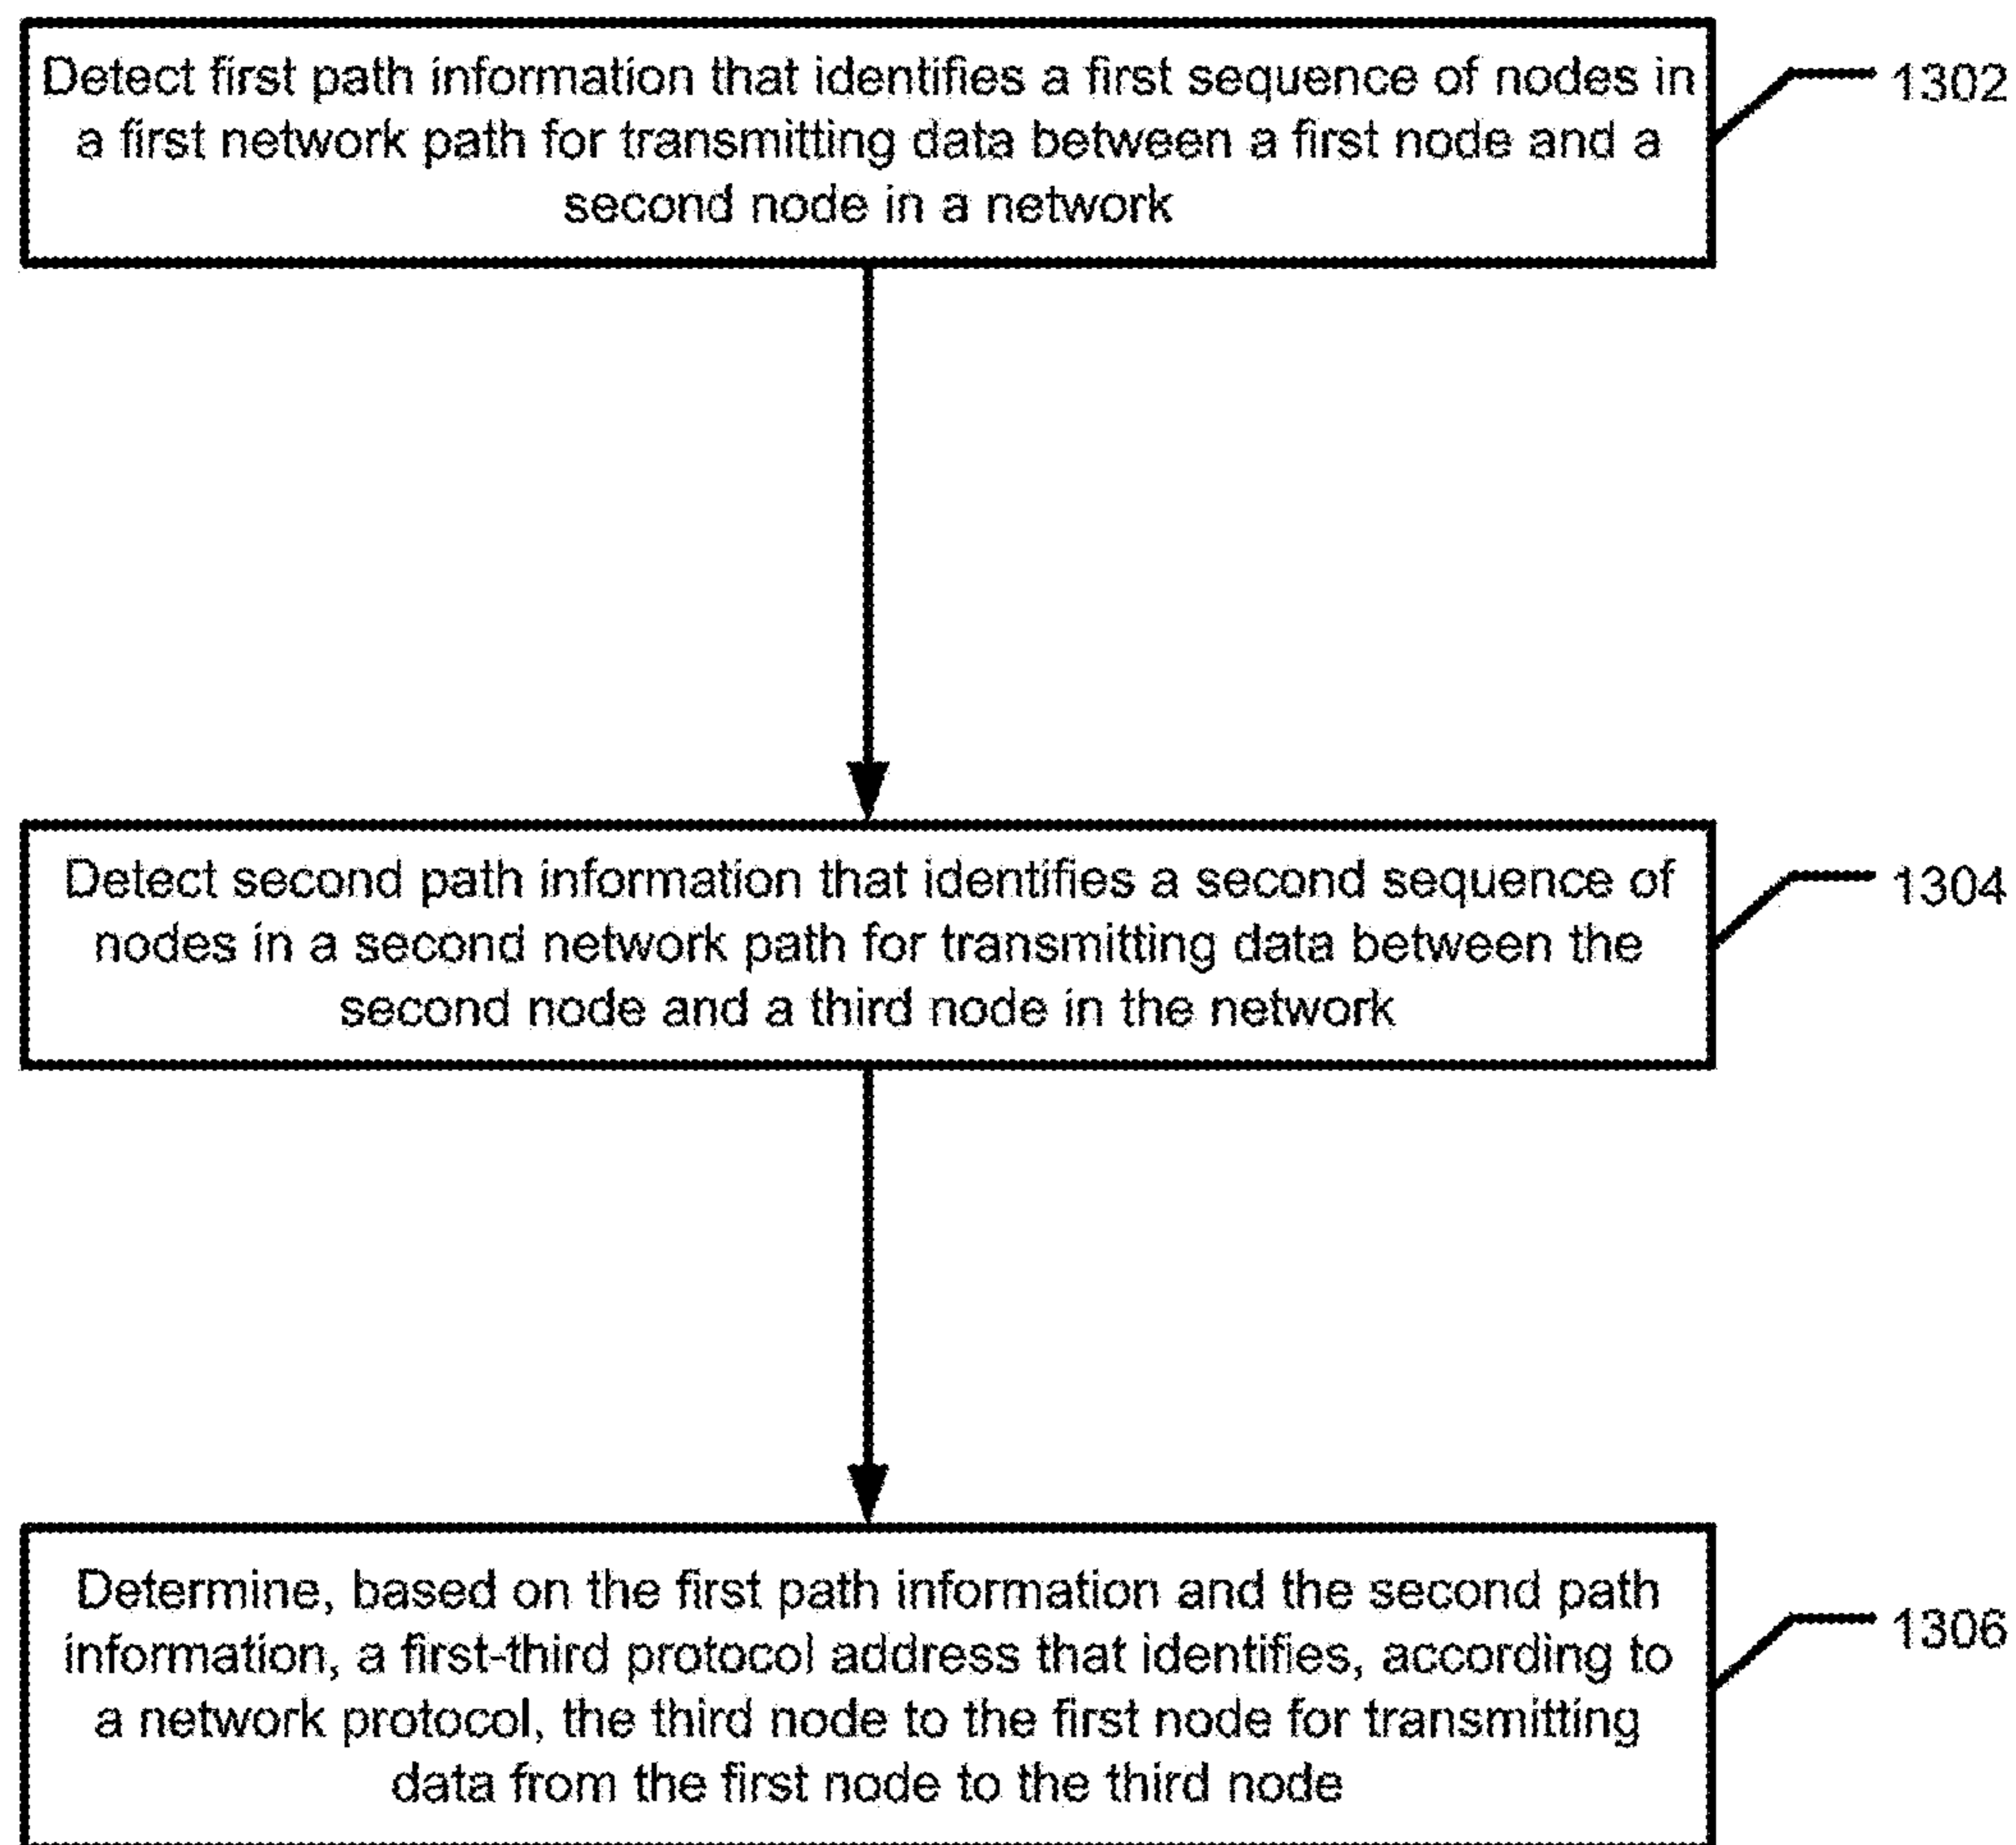 Detect first path information that identifies a first sequence of nodes in
a first network path for transmitting data between a first node and a
second node in a network
1302
Detect second path information that identifies a second sequence of
nodes in a second network path for transmitting data between the
second node and a third node in the network
1304
Determine, based on the first path information and the second path
information, a first-third protocol address that identifies, according to
a network protocol, the third node to the first node for transmitting
data from the first node to the third node
1306